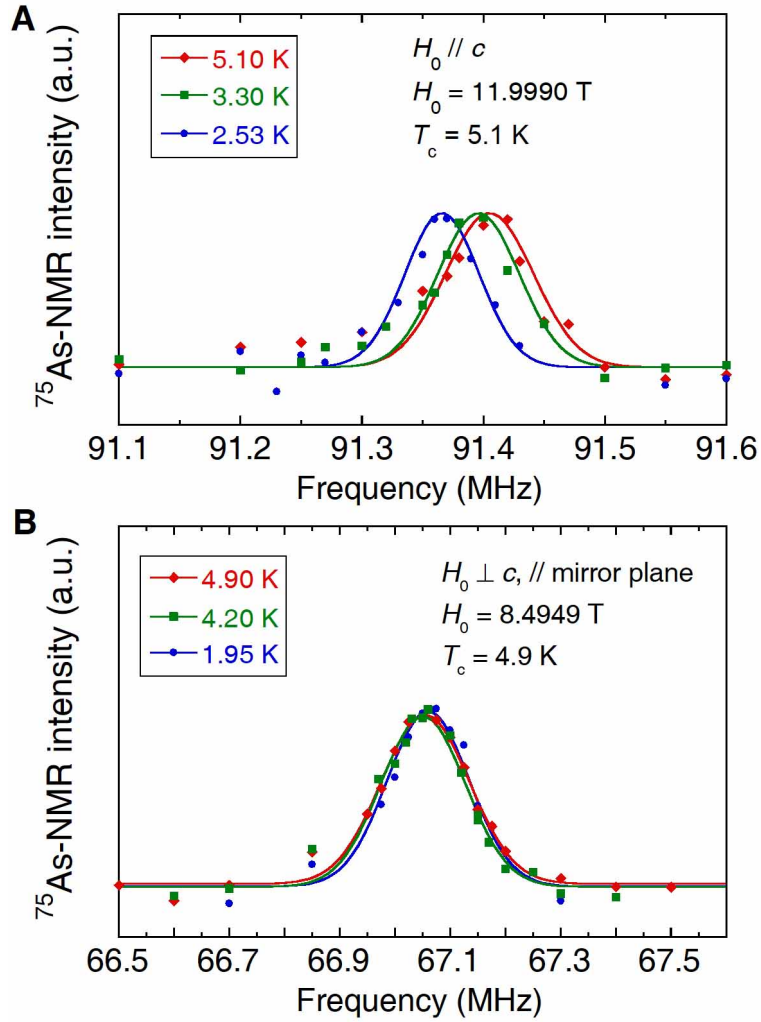 A
⁷⁵As-NMR intensity (a.u.)
5.10 K
3.30 K
2.53 K
H₀ // c
H₀ = 11.9990 T
T_c = 5.1 K
91.1 91.2 91.3 91.4 91.5 91.6
Frequency (MHz)
B
⁷⁵As-NMR intensity (a.u.)
4.90 K
4.20 K
1.95 K
H₀ ⊥ c, // mirror plane
H₀ = 8.4949 T
T_c = 4.9 K
66.5 66.7 66.9 67.1 67.3 67.5
Frequency (MHz)